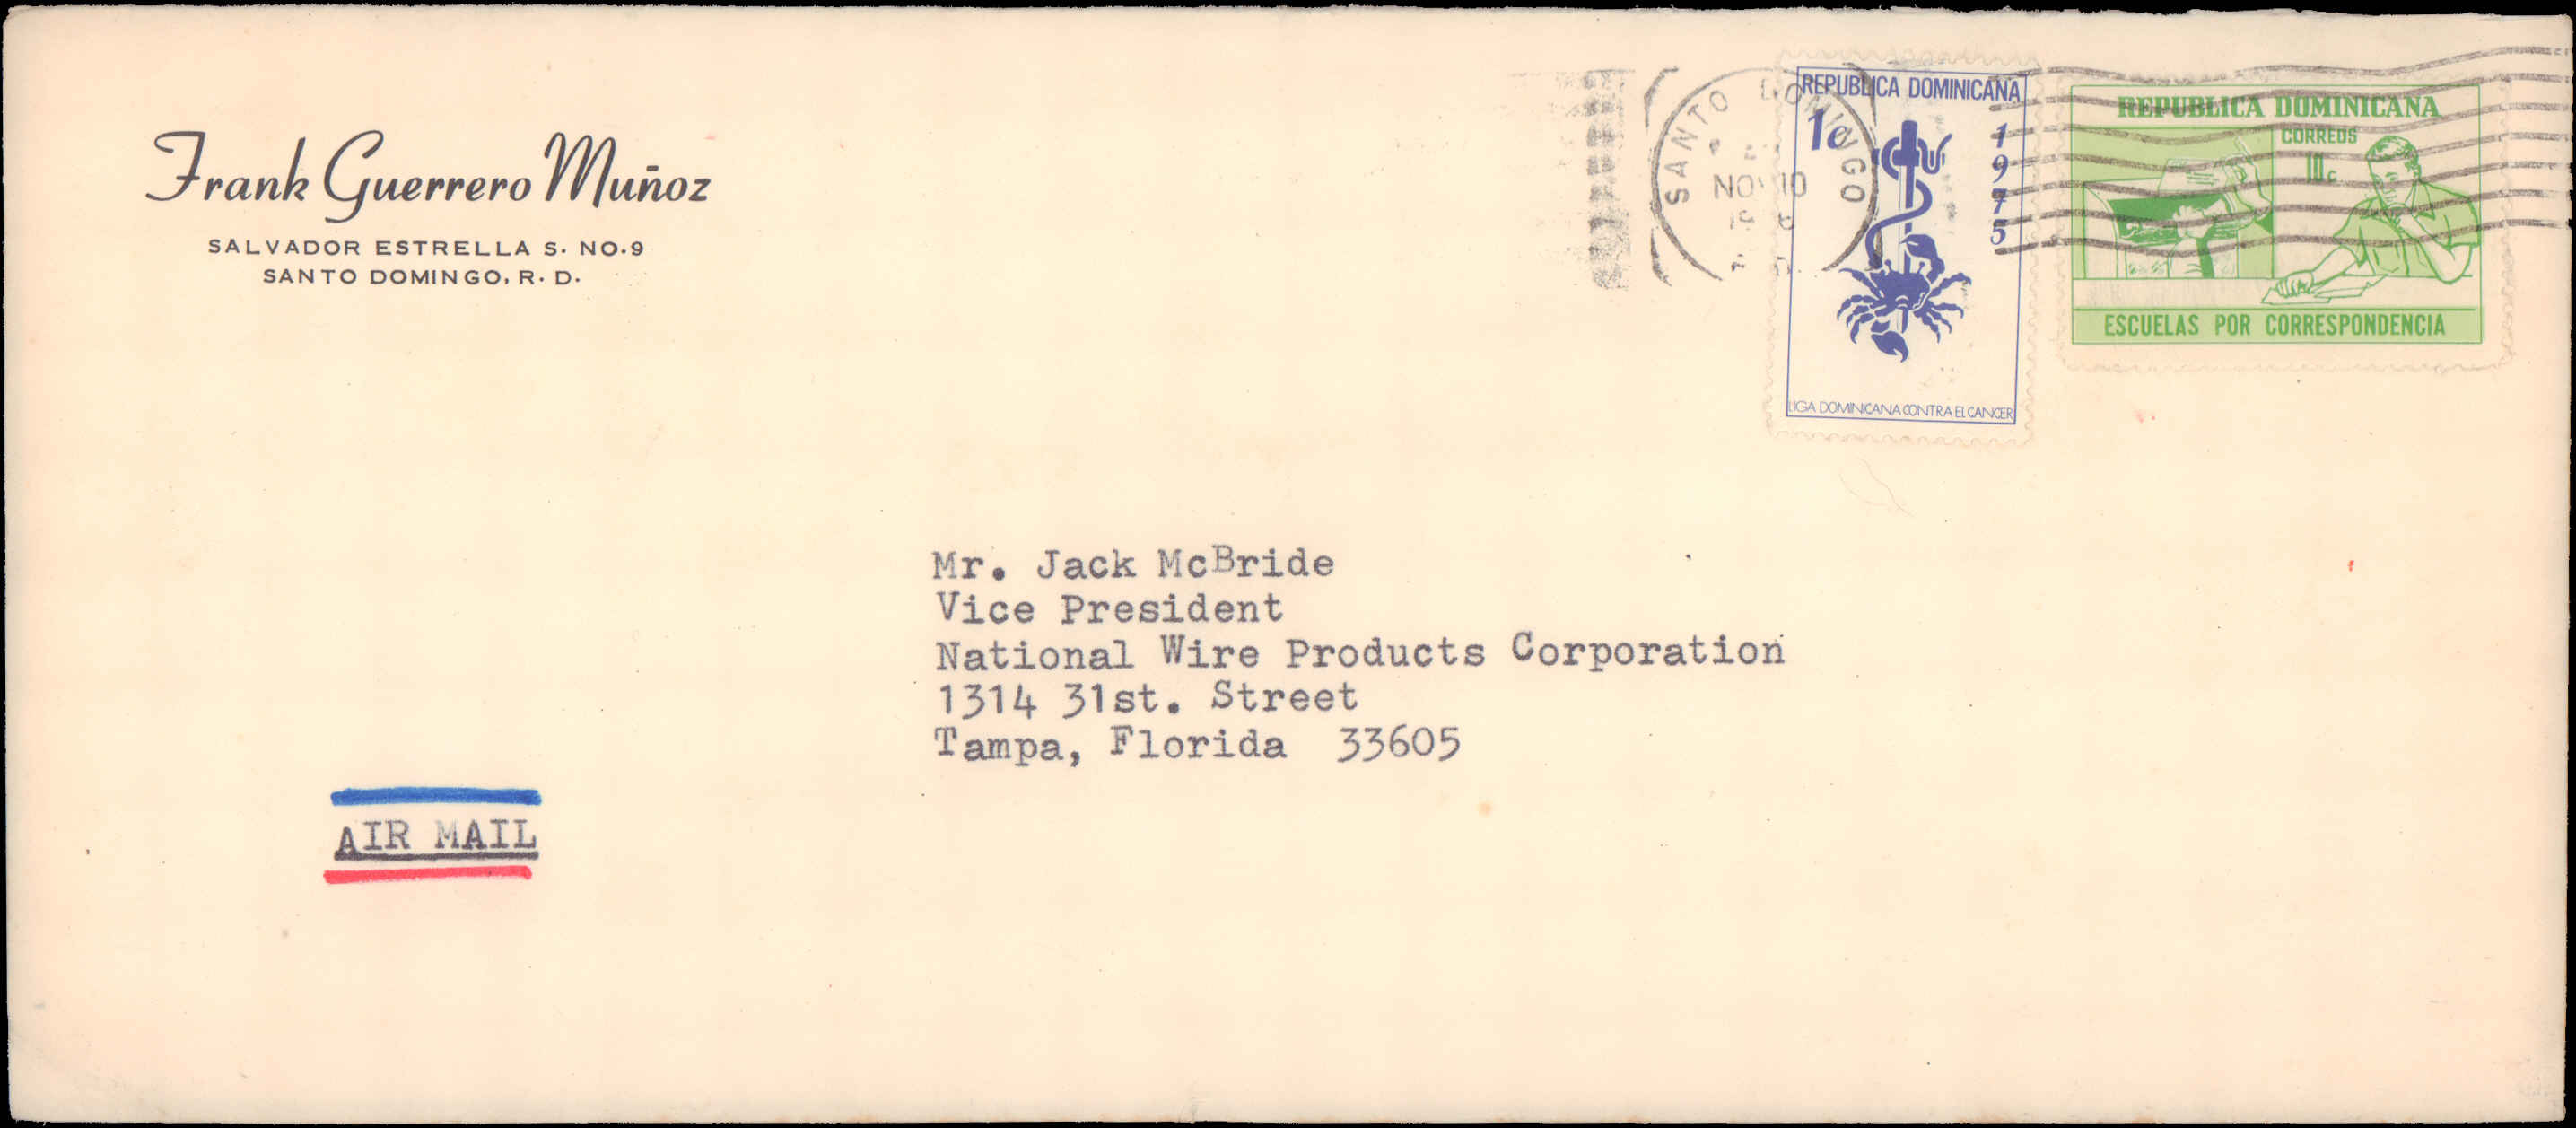 Frank Guerrero Muñoz
SALVADOR ESTRELLA S. NO. 9
SANTO DOMINGO, R. D.
SANTO DOMINGO
NOV 10
REPUBLICA DOMINICANA
1c
1975
LIGA DOMINICANA CONTRA EL CANCER
REPUBLICA DOMINICANA
CORREOS
10c
ESCUELAS POR CORRESPONDENCIA
Mr. Jack McBride
Vice President
National Wire Products Corporation
1314 31st. Street
Tampa, Florida 33605
AIR MAIL